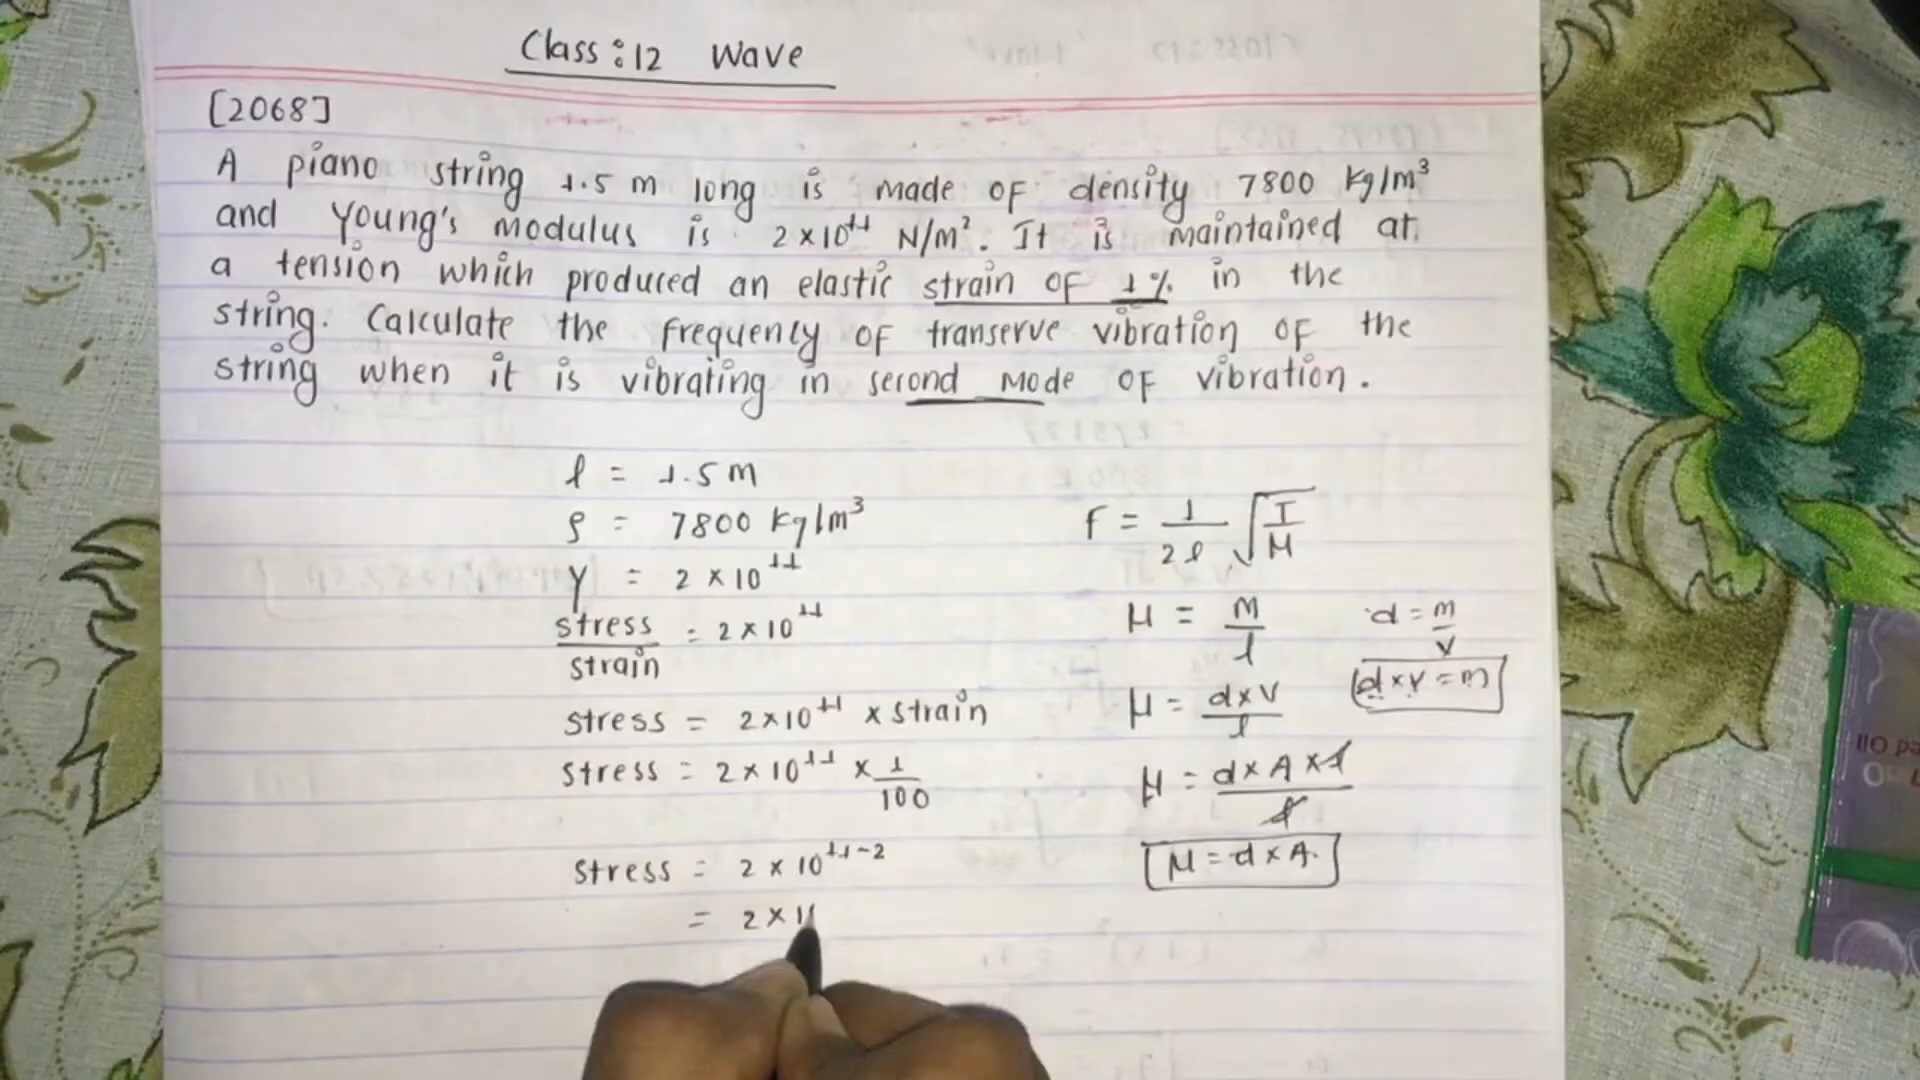 Class:12 Wave
[2068]
A piano string 1.5 m long is made of density 7800 kg/m³
and Young's modulus is 2×10¹¹ N/m². It is maintained at
a tension which produced an elastic strain of 1% in the
string. Calculate the frequency of transerve vibration of the
string when it is vibrating in second mode of vibration.
l = 1.5 m
ρ = 7800 kg/m³
Y = 2 × 10¹¹
stress/strain = 2 × 10¹¹
stress = 2×10¹¹ × strain
stress = 2×10¹¹ × 1/100
stress = 2 × 10¹¹⁻²
= 2 × 1
f = 1/2l √T/μ
μ = m/l
d = m/v
d×v = m
μ = d×v/l
μ = d×A×l/l
μ = d×A.